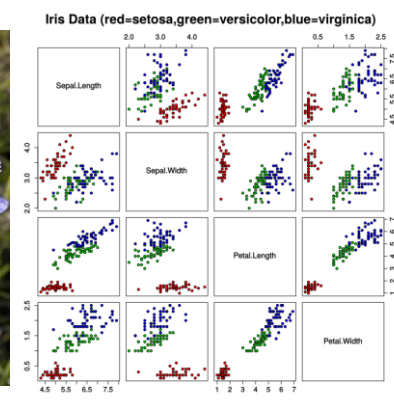 Iris Data (red=setosa,green=versicolor,blue=virginica)
2.0 3.0 4.0
0.5 1.5 2.5
Sepal.Length
4.5 5.5 6.5 7.5
2.0 3.0 4.0
Sepal.Width
Petal.Length
1 2 3 4 5 6 7
0.5 1.5 2.5
Petal.Width
4.5 5.5 6.5 7.5
1 2 3 4 5 6 7